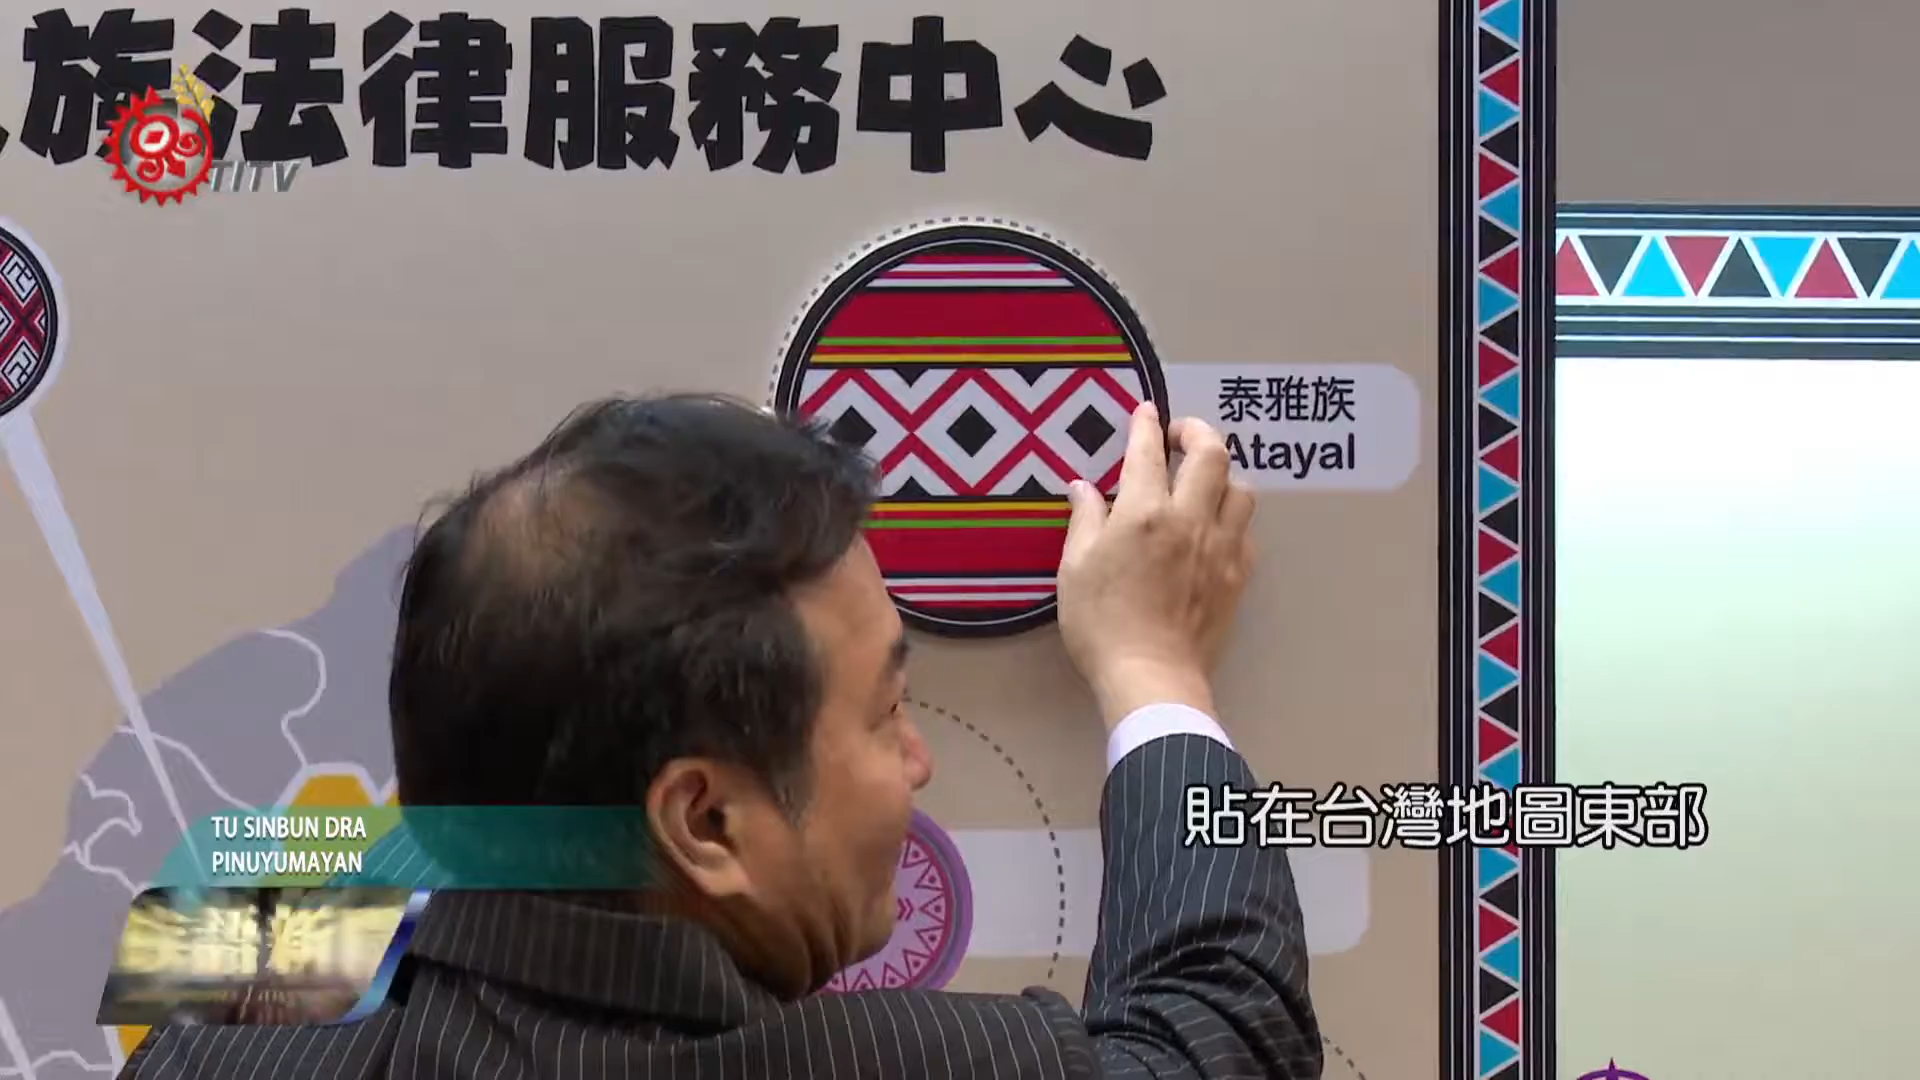 族法律服務中心
TITV
泰雅族
Atayal
貼在台灣地圖東部
TU SINBUN DRA
PINUYUMAYAN